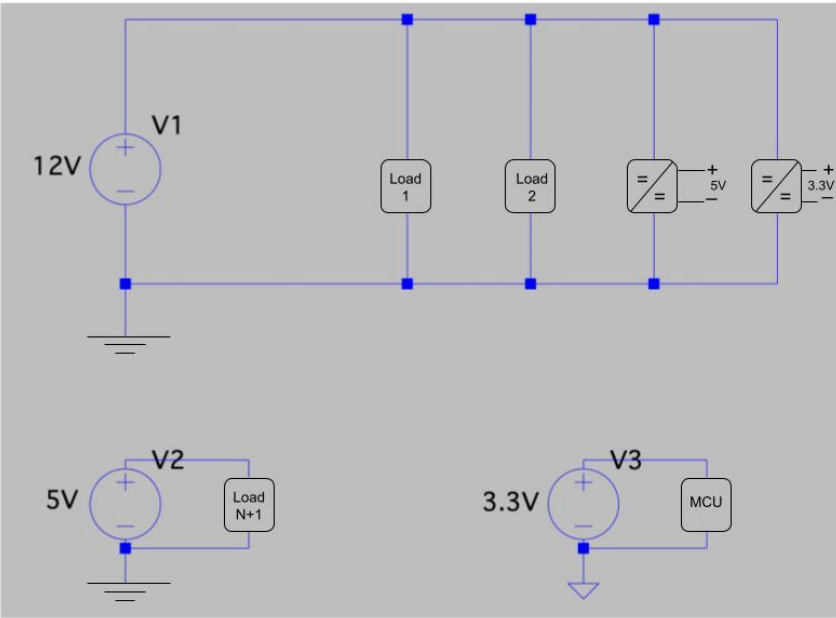 V1
12V
+
−
Load
1
Load
2
=
=
+
5V
−
=
=
+
3.3V
−
V2
5V
+
−
Load
N+1
V3
3.3V
+
−
MCU